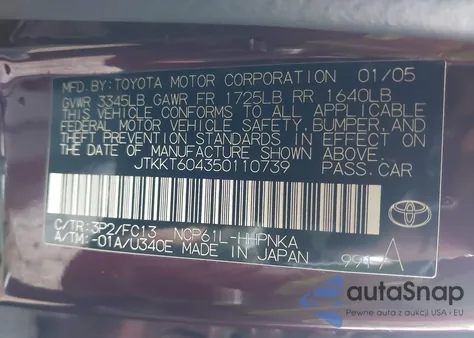 MFD.BY: TOYOTA MOTOR CORPORATION 01/05
GVWR 3345LB GAWR FR 1725LB RR 1640LB
THIS VEHICLE CONFORMS TO ALL APPLICABLE
FEDERAL MOTOR VEHICLE SAFETY, BUMPER, AND
THEFT PREVENTION STANDARDS IN EFFECT ON
THE DATE OF MANUFACTURE SHOWN ABOVE.
JTKKT604350110739 PASS.CAR
C/TR: 3P2/FC13 NCP61L-HHPNKA
A/TM: -01A/U340E MADE IN JAPAN
A
TOYOTA
autoSnap
Pewne auta z aukcji USA i EU